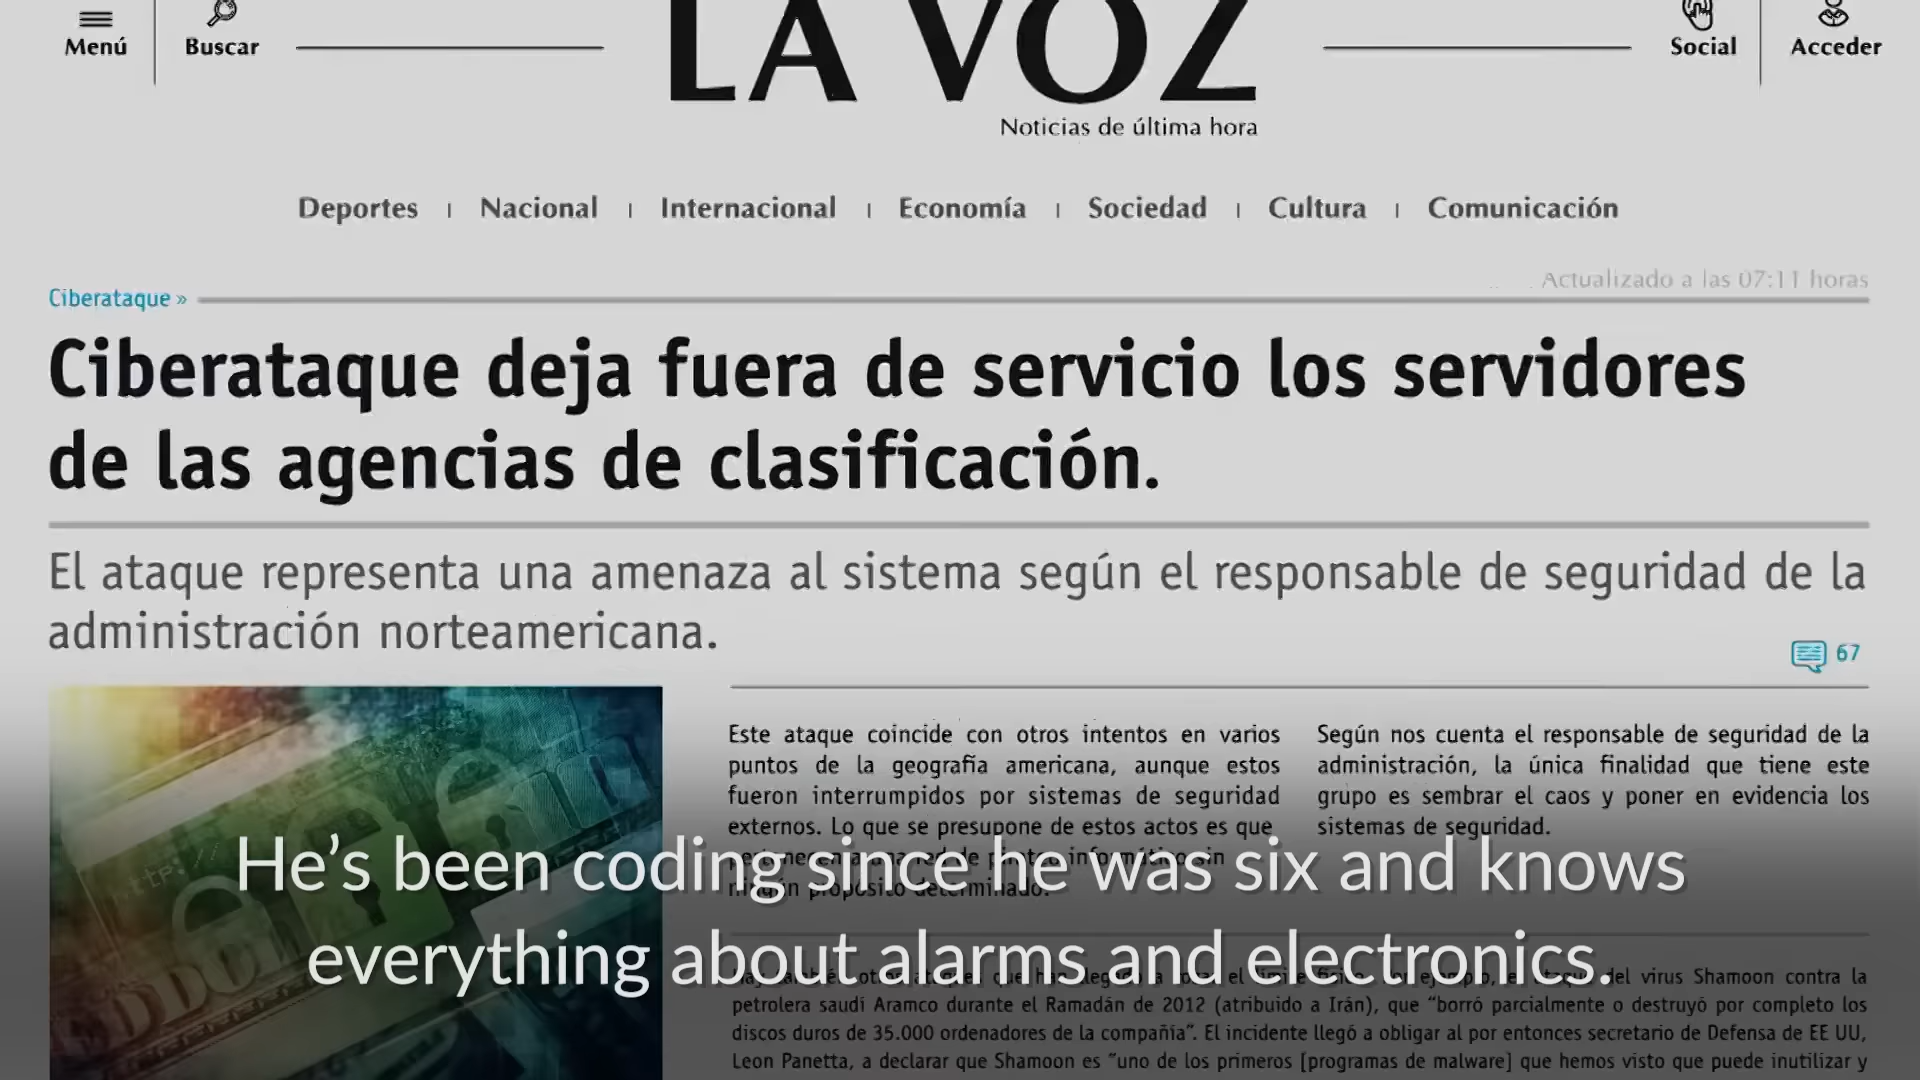 Menú
Buscar
LA VOZ
Social
Acceder
Noticias de última hora
Deportes
Nacional
Internacional
Economía
Sociedad
Cultura
Comunicación
Actualizado a las 07:11 horas
Ciberataque »
Ciberataque deja fuera de servicio los servidores
de las agencias de clasificación.
El ataque representa una amenaza al sistema según el responsable de seguridad de la
administración norteamericana.
67
Este ataque coincide con otros intentos en varios
puntos de la geografía americana, aunque estos
fueron interrumpidos por sistemas de seguridad
externos. Lo que se presupone de estos actos es que
ningún propósito determinado.
Según nos cuenta el responsable de seguridad de la
administración, la única finalidad que tiene este
grupo es sembrar el caos y poner en evidencia los
sistemas de seguridad.
http://
He’s been coding since he was six and knows
everything about alarms and electronics.
del virus Shamoon contra la
petrolera saudí Aramco durante el Ramadán de 2012 (atribuido a Irán), que “borró parcialmente o destruyó por completo los
discos duros de 35.000 ordenadores de la compañía”. El incidente llegó a obligar al por entonces secretario de Defensa de EE UU,
Leon Panetta, a declarar que Shamoon es “uno de los primeros [programas de malware] que hemos visto que puede inutilizar y